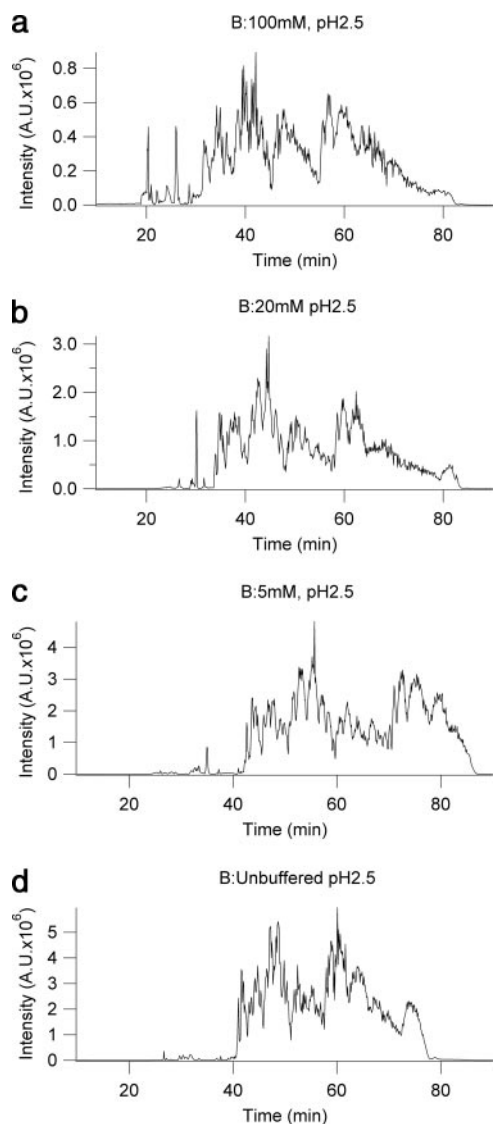 a
B:100mM, pH2.5
Intensity (A.U.x10⁶)
0.8
0.6
0.4
0.2
0.0
20 40 60 80
Time (min)
b
B:20mM pH2.5
Intensity (A.U.x10⁶)
3.0
2.0
1.0
0.0
20 40 60 80
Time (min)
c
B:5mM, pH2.5
Intensity (A.U.x10⁶)
4
3
2
1
0
20 40 60 80
Time (min)
d
B:Unbuffered pH2.5
Intensity (A.U.x10⁶)
5
4
3
2
1
0
20 40 60 80
Time (min)